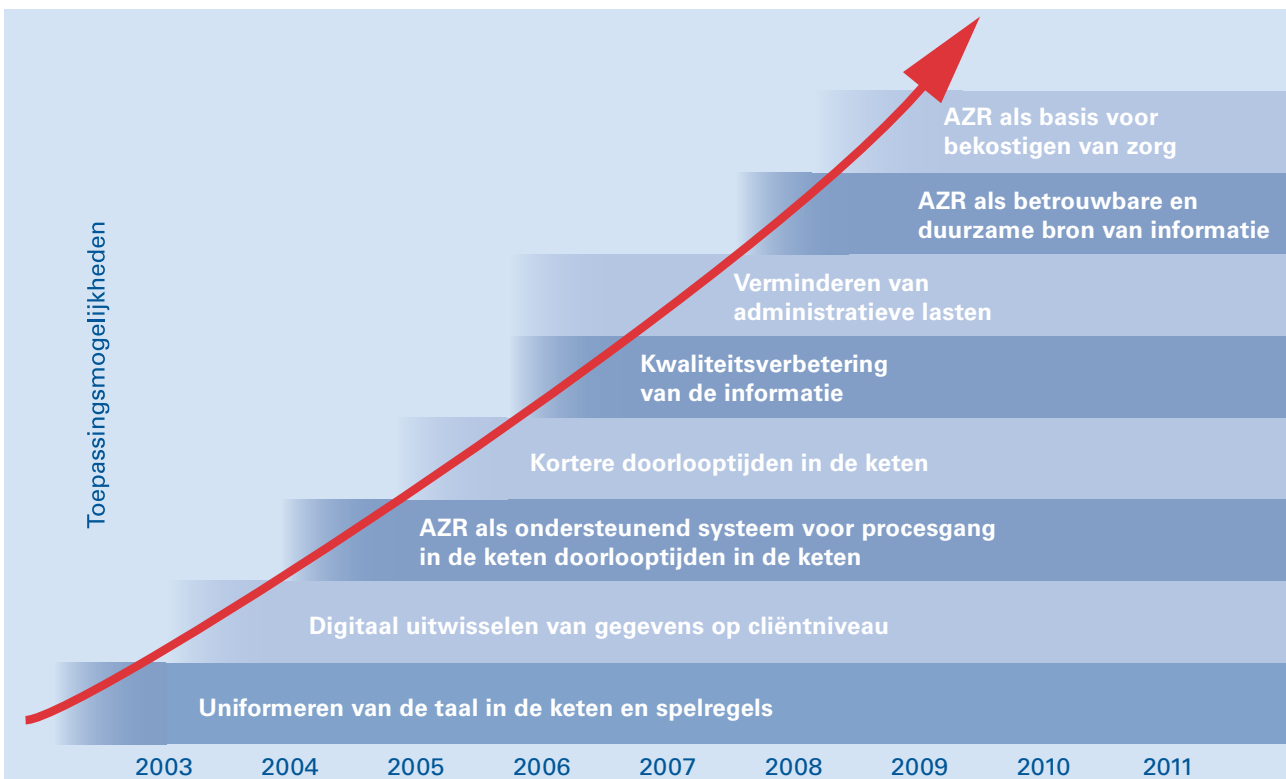 AZR als basis voor
bekostigen van zorg
AZR als betrouwbare en
duurzame bron van informatie
Verminderen van
administratieve lasten
Kwaliteitsverbetering
van de informatie
Kortere doorlooptijden in de keten
AZR als ondersteunend systeem voor procesgang
in de keten doorlooptijden in de keten
Digitaal uitwisselen van gegevens op cliëntniveau
Uniformeren van de taal in de keten en spelregels
Toepassingsmogelijkheden
2003 2004 2005 2006 2007 2008 2009 2010 2011